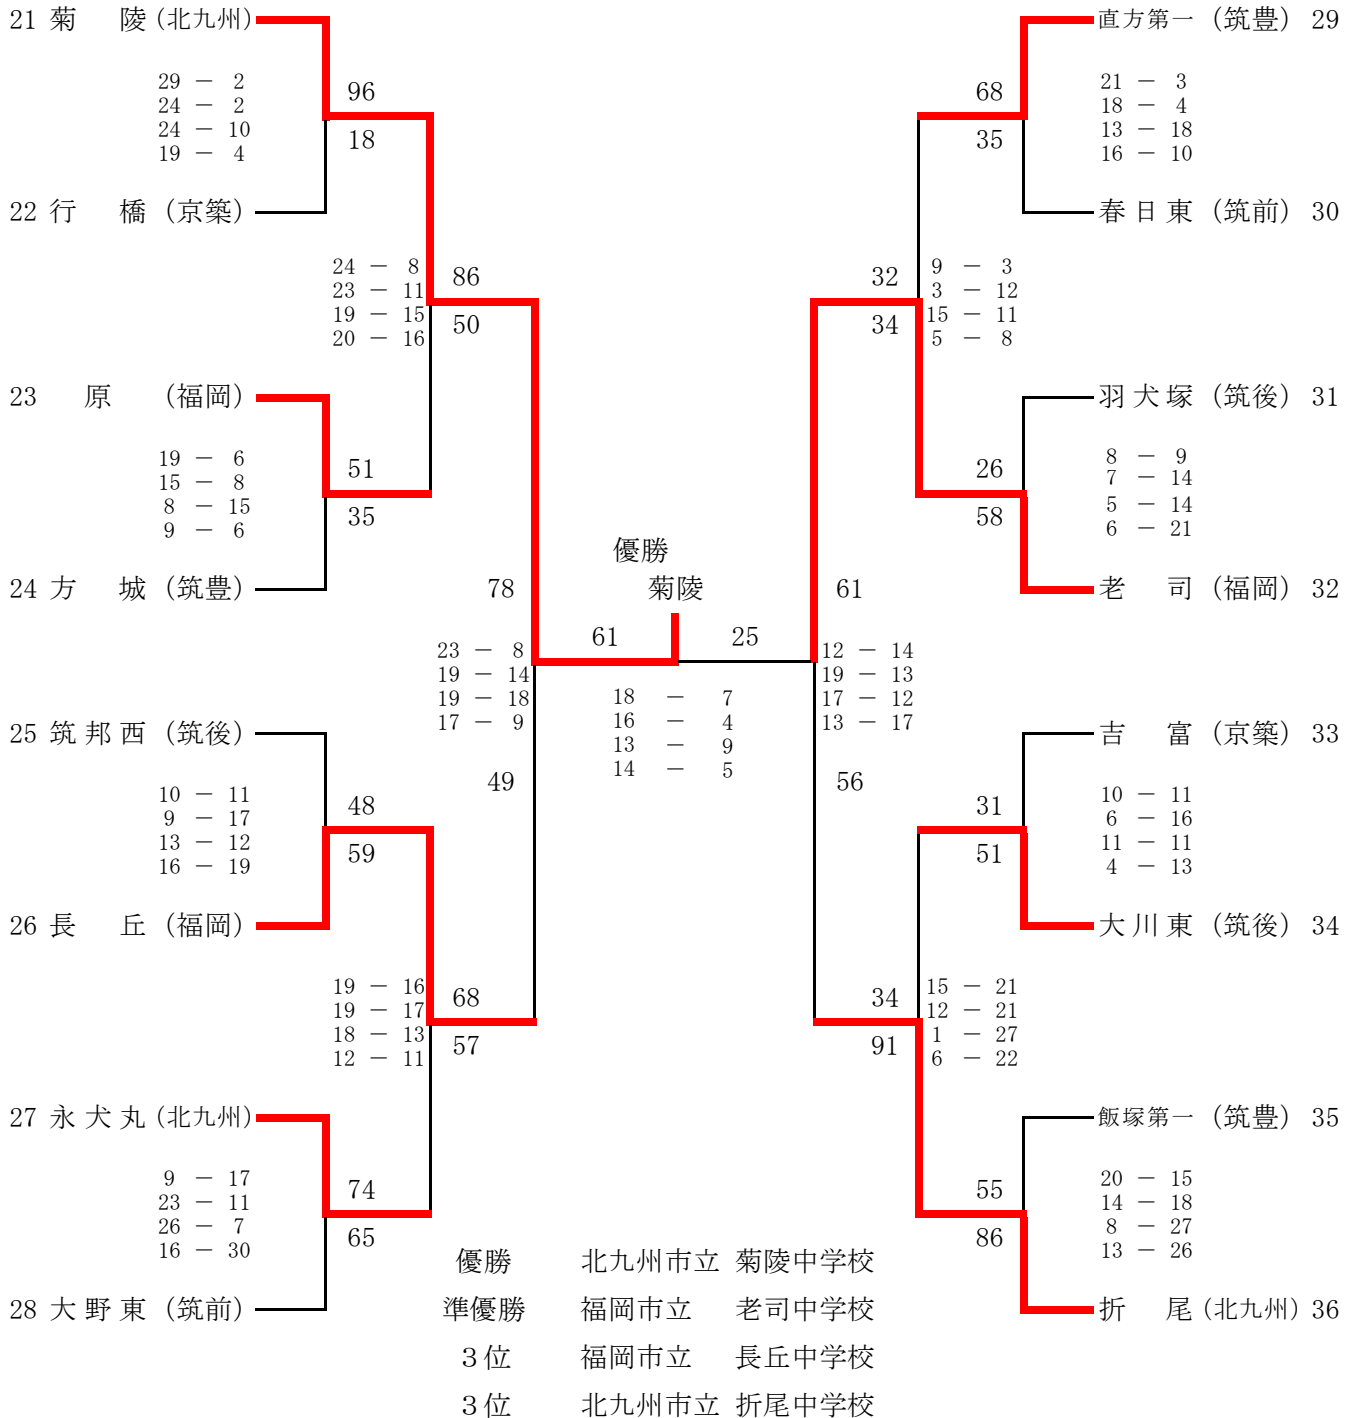 21 菊 陵 (北九州)
29 － 2
24 － 2
24 － 10
19 － 4
96
18
22 行 橋 (京築)
24 － 8
23 － 11
19 － 15
20 － 16
86
50
23 原 (福岡)
19 － 6
15 － 8
8 － 15
9 － 6
51
35
24 方 城 (筑豊)
78
23 － 8
19 － 14
19 － 18
17 － 9
49
25 筑邦西 (筑後)
10 － 11
9 － 17
13 － 12
16 － 19
48
59
26 長 丘 (福岡)
19 － 16
19 － 17
18 － 13
12 － 11
68
57
27 永犬丸 (北九州)
9 － 17
23 － 11
26 － 7
16 － 30
74
65
28 大野東 (筑前)
優勝
菊陵
61 25
18 － 7
16 － 4
13 － 9
14 － 5
直方第一 (筑豊) 29
21 － 3
18 － 4
13 － 18
16 － 10
68
35
春日東 (筑前) 30
9 － 3
3 － 12
15 － 11
5 － 8
32
34
羽犬塚 (筑後) 31
8 － 9
7 － 14
5 － 14
6 － 21
26
58
老 司 (福岡) 32
61
12 － 14
19 － 13
17 － 12
13 － 17
56
吉 富 (京築) 33
10 － 11
6 － 16
11 － 11
4 － 13
31
51
大川東 (筑後) 34
15 － 21
12 － 21
1 － 27
6 － 22
34
91
飯塚第一 (筑豊) 35
20 － 15
14 － 18
8 － 27
13 － 26
55
86
折 尾 (北九州) 36
優勝 北九州市立 菊陵中学校
準優勝 福岡市立 老司中学校
３位 福岡市立 長丘中学校
３位 北九州市立 折尾中学校